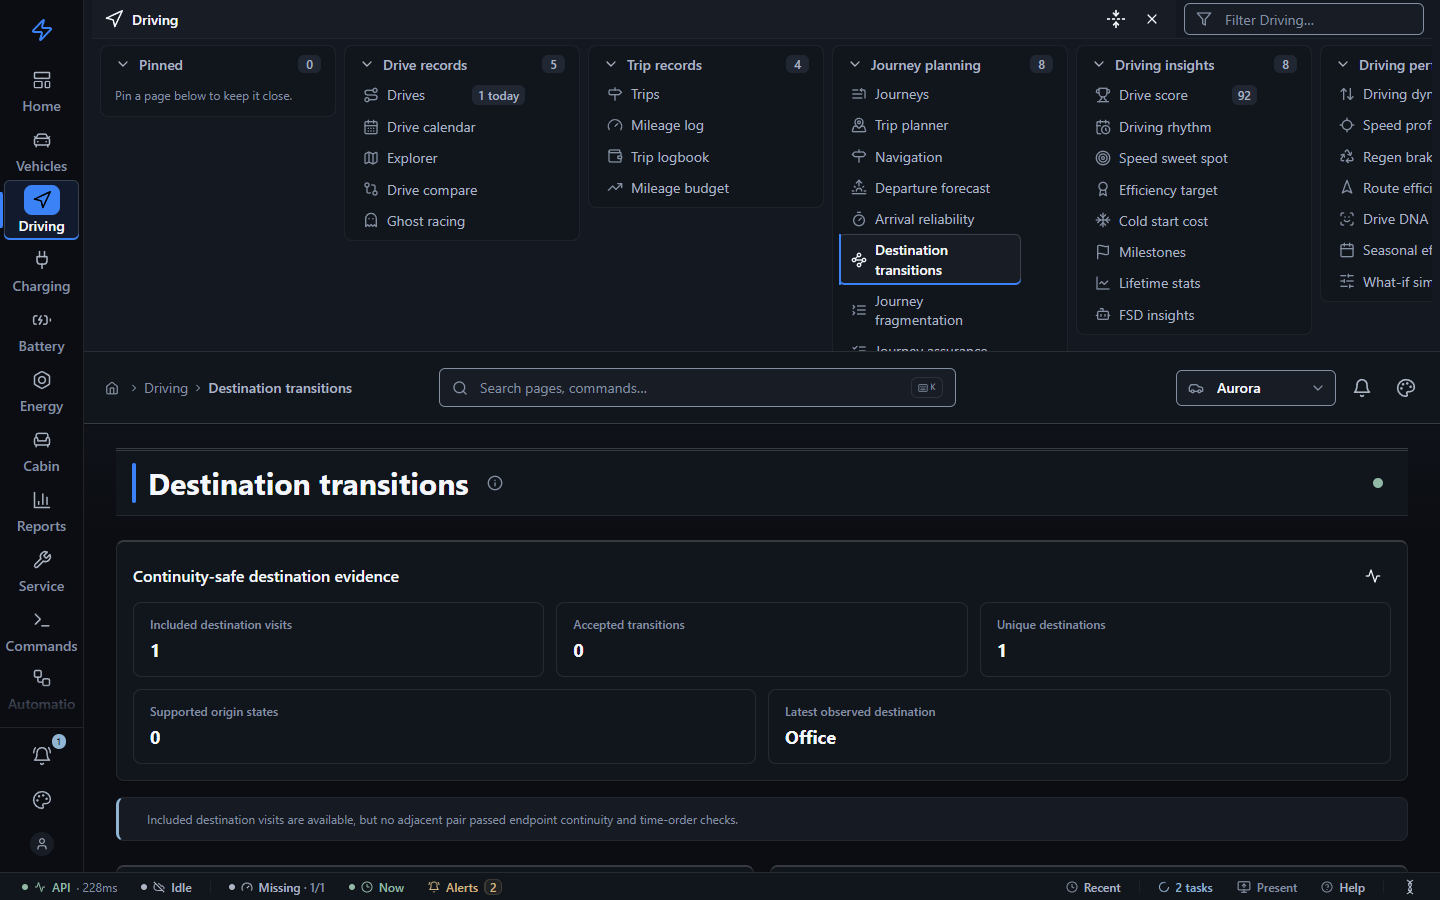 Driving
Filter Driving...
Home
Vehicles
Driving
Charging
Battery
Energy
Cabin
Reports
Service
Commands
Automatio
1
Pinned 0
Pin a page below to keep it close.
Drive records 5
Drives 1 today
Drive calendar
Explorer
Drive compare
Ghost racing
Trip records 4
Trips
Mileage log
Trip logbook
Mileage budget
Journey planning 8
Journeys
Trip planner
Navigation
Departure forecast
Arrival reliability
Destination
transitions
Journey
fragmentation
Journey assurance
Driving insights 8
Drive score 92
Driving rhythm
Speed sweet spot
Efficiency target
Cold start cost
Milestones
Lifetime stats
FSD insights
Driving per
Driving dyn
Speed prof
Regen brak
Route effici
Drive DNA
Seasonal ef
What-if sim
Driving > Destination transitions
Search pages, commands... K
Aurora
Destination transitions
Continuity-safe destination evidence
Included destination visits
1
Accepted transitions
0
Unique destinations
1
Supported origin states
0
Latest observed destination
Office
Included destination visits are available, but no adjacent pair passed endpoint continuity and time-order checks.
API · 228ms Idle Missing · 1/1 Now Alerts 2 Recent 2 tasks Present Help